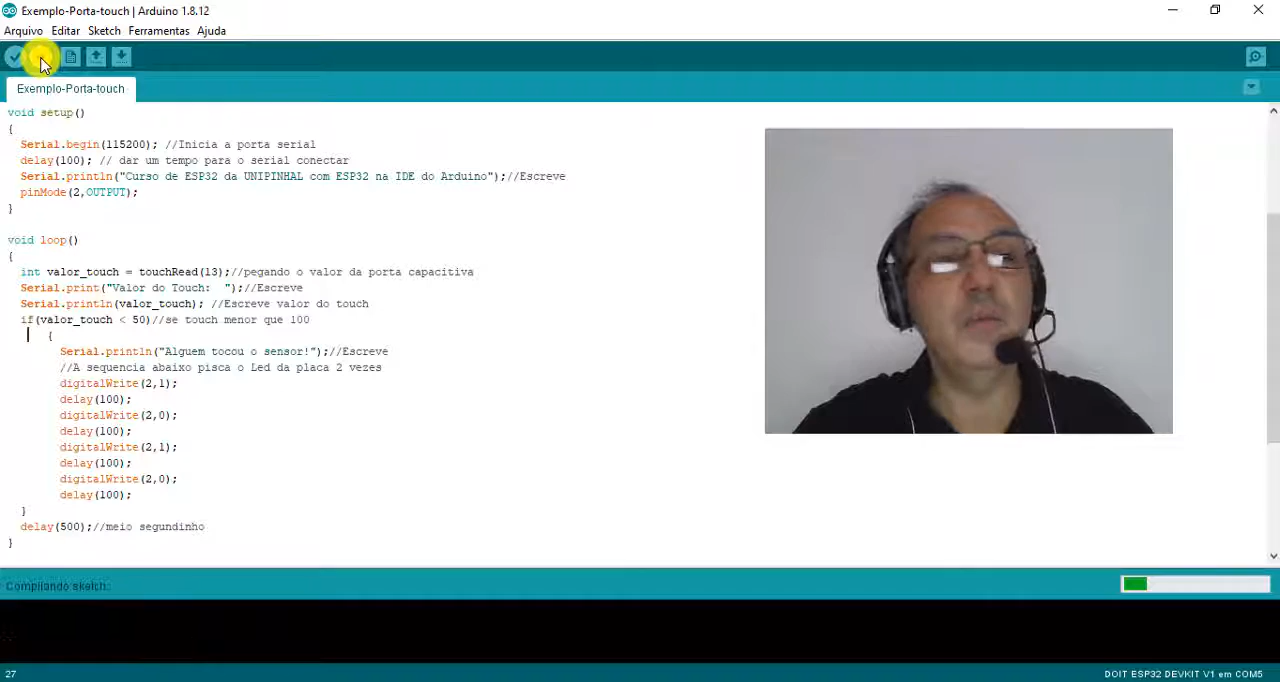 Exemplo-Porta-touch | Arduino 1.8.12
Arquivo Editar Sketch Ferramentas Ajuda
Exemplo-Porta-touch
void setup()
{
Serial.begin(115200); //Inicia a porta serial
delay(100); // dar um tempo para o serial conectar
Serial.println("Curso de ESP32 da UNIPINHAL com ESP32 na IDE do Arduino");//Escreve
pinMode(2,OUTPUT);
}
void loop()
{
int valor_touch = touchRead(13);//pegando o valor da porta capacitiva
Serial.print("Valor do Touch:  ");//Escreve
Serial.println(valor_touch); //Escreve valor do touch
if(valor_touch < 50)//se touch menor que 100
{
Serial.println("Alguem tocou o sensor!");//Escreve
//A sequencia abaixo pisca o Led da placa 2 vezes
digitalWrite(2,1);
delay(100);
digitalWrite(2,0);
delay(100);
digitalWrite(2,1);
delay(100);
digitalWrite(2,0);
delay(100);
}
delay(500);//meio segundinho
}
Compilando sketch:
27
DOIT ESP32 DEVKIT V1 em COM5